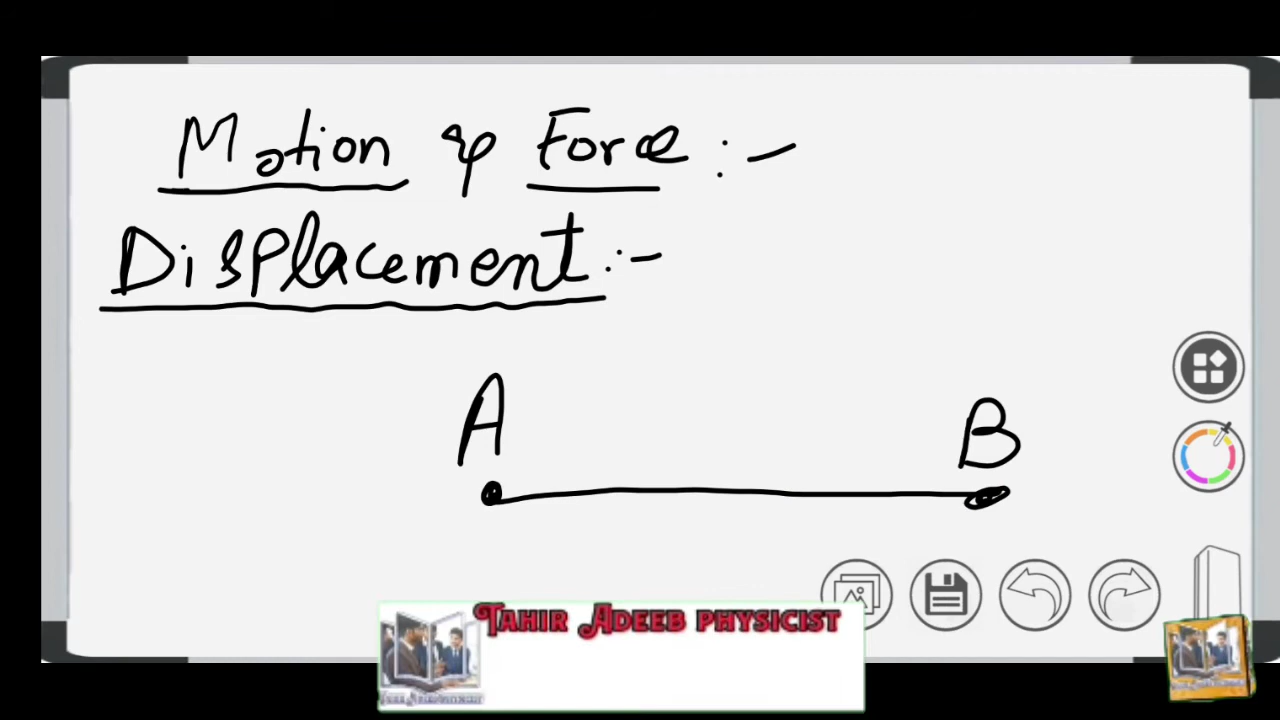 Motion & Force :-
Displacement :-
A B
TAHIR ADEEB PHYSICIST